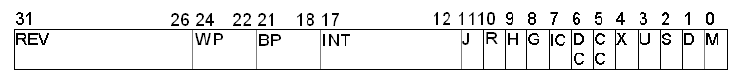 31 26 24 22 21 18 17 12 11 10 9 8 7 6 5 4 3 2 1 0
REV WP BP INT J R H G IC D C X U S D M
C C